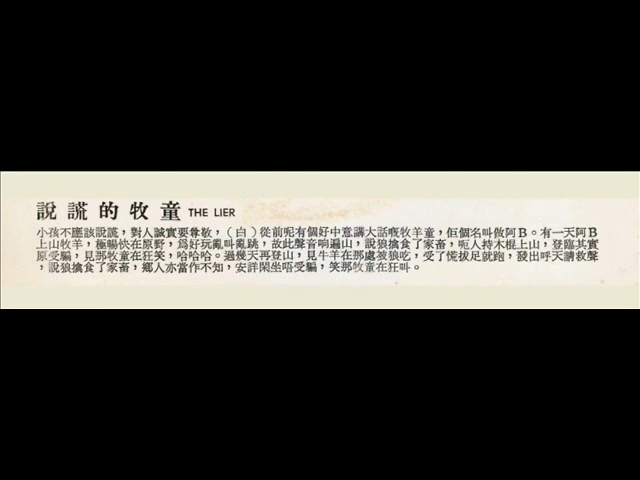 說謊的牧童 THE LIER
小孩不應該說謊，對人誠實要尊敬，（白）從前呢有個好中意講大話嘅牧羊童，佢個名叫做阿B。有一天阿B
上山牧羊，極暢快在原野，爲好玩亂叫亂跳，故此聲音响遍山，說狼擒食了家畜，呃人持木棍上山，登臨其實
原受騙，見那牧童在狂笑，哈哈哈。過幾天再登山，見牛羊在那處被狼吃，受了慌拔足就跑，發出呼天請救聲
，說狼擒食了家畜，鄉人亦當作不知，安詳閑坐唔受騙，笑那牧童在狂叫。